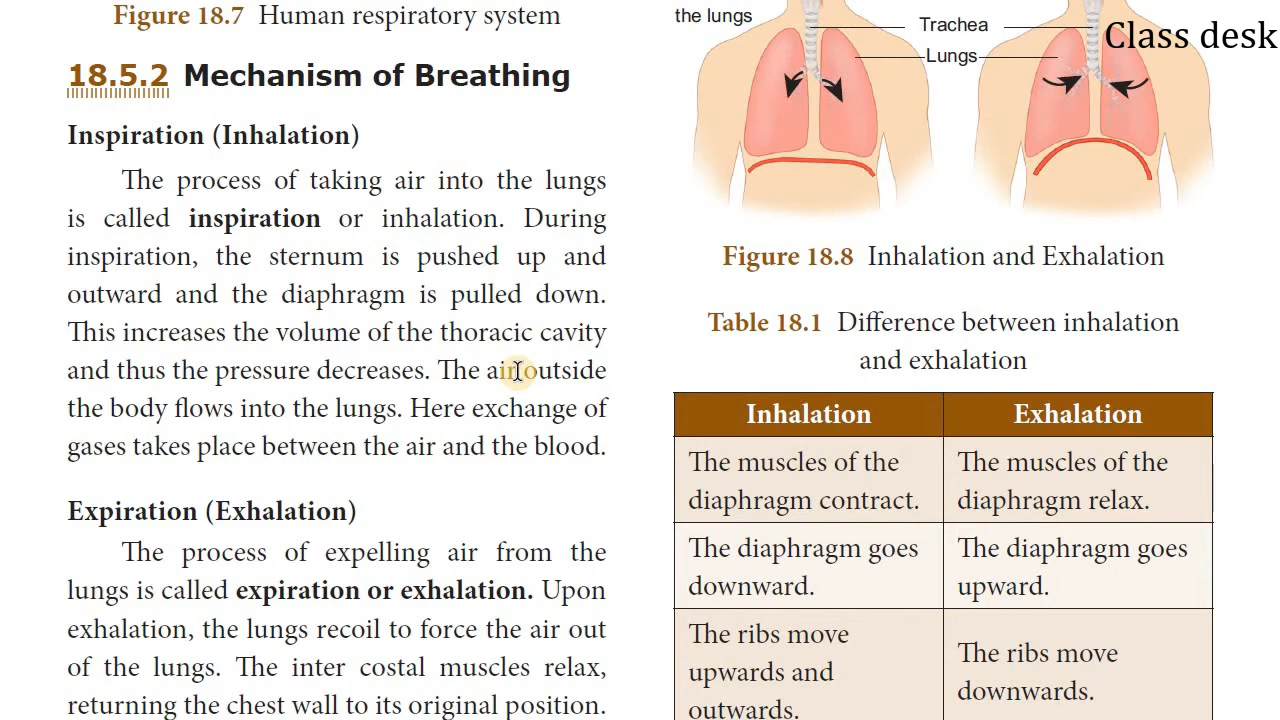 Figure 18.7 Human respiratory system
18.5.2 Mechanism of Breathing
Inspiration (Inhalation)
The process of taking air into the lungs
is called inspiration or inhalation. During
inspiration, the sternum is pushed up and
outward and the diaphragm is pulled down.
This increases the volume of the thoracic cavity
and thus the pressure decreases. The air outside
the body flows into the lungs. Here exchange of
gases takes place between the air and the blood.
Expiration (Exhalation)
The process of expelling air from the
lungs is called expiration or exhalation. Upon
exhalation, the lungs recoil to force the air out
of the lungs. The inter costal muscles relax,
returning the chest wall to its original position.
the lungs
Trachea
Lungs
Class desk
Figure 18.8 Inhalation and Exhalation
Table 18.1 Difference between inhalation
and exhalation
Inhalation
Exhalation
The muscles of the
diaphragm contract.
The muscles of the
diaphragm relax.
The diaphragm goes
downward.
The diaphragm goes
upward.
The ribs move
upwards and
outwards.
The ribs move
downwards.